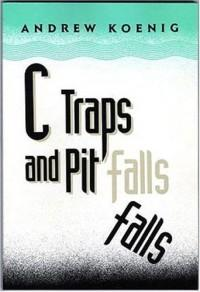 ANDREW KOENIG
C Traps
and Pitfalls
falls